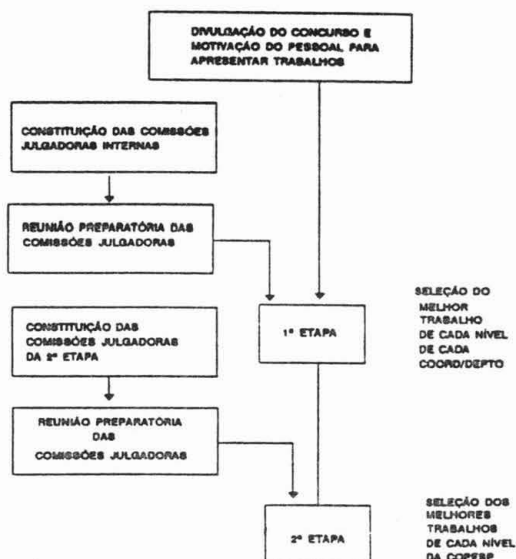 DIVULGAÇÃO DO CONCURSO E
MOTIVAÇÃO DO PESSOAL PARA
APRESENTAR TRABALHOS
CONSTITUIÇÃO DAS COMISSÕES
JULGADORAS INTERNAS
REUNIÃO PREPARATÓRIA DAS
COMISSÕES JULGADORAS
CONSTITUIÇÃO DAS
COMISSÕES JULGADORAS
DA 2ª ETAPA
1ª ETAPA
SELEÇÃO DO
MELHOR
TRABALHO
DE CADA NÍVEL
DE CADA
COORD/DEPTO
REUNIÃO PREPARATÓRIA
DAS
COMISSÕES JULGADORAS
2ª ETAPA
SELEÇÃO DOS
MELHORES
TRABALHOS
DE CADA NÍVEL
DA COPESP